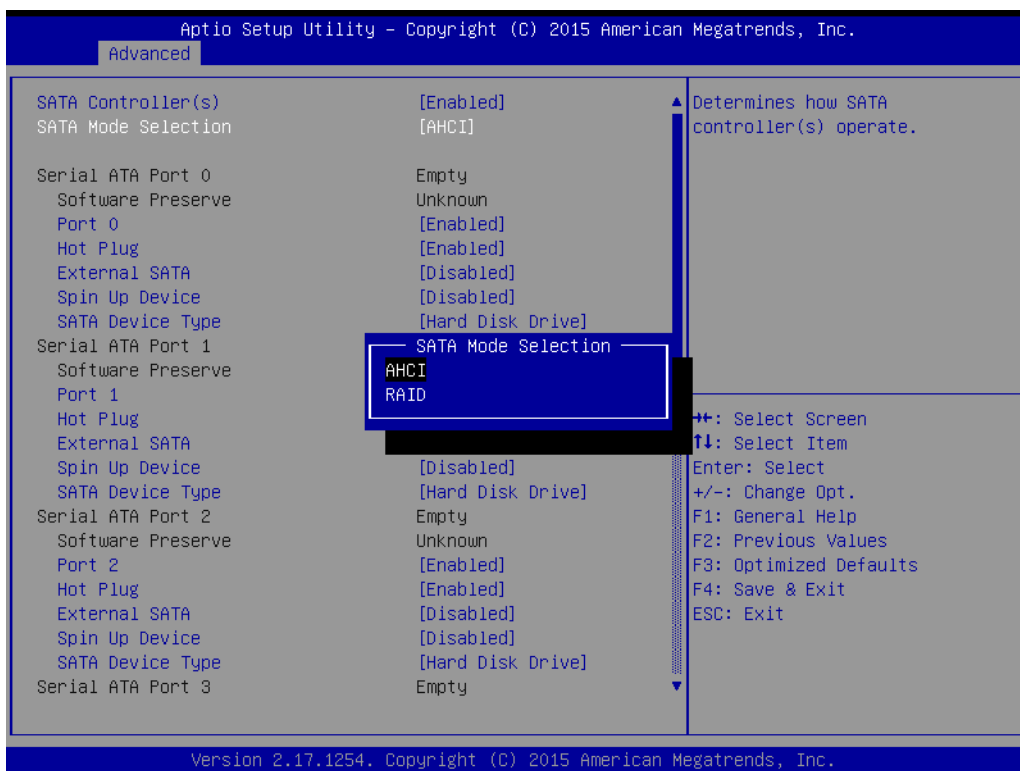 Aptio Setup Utility – Copyright (C) 2015 American Megatrends, Inc.
Advanced
SATA Controller(s) [Enabled]
SATA Mode Selection [AHCI]
Serial ATA Port 0 Empty
Software Preserve Unknown
Port 0 [Enabled]
Hot Plug [Enabled]
External SATA [Disabled]
Spin Up Device [Disabled]
SATA Device Type [Hard Disk Drive]
Serial ATA Port 1
Software Preserve
Port 1
Hot Plug
External SATA
Spin Up Device [Disabled]
SATA Device Type [Hard Disk Drive]
Serial ATA Port 2 Empty
Software Preserve Unknown
Port 2 [Enabled]
Hot Plug [Enabled]
External SATA [Disabled]
Spin Up Device [Disabled]
SATA Device Type [Hard Disk Drive]
Serial ATA Port 3 Empty
SATA Mode Selection
AHCI
RAID
Determines how SATA
controller(s) operate.
→←: Select Screen
↑↓: Select Item
Enter: Select
+/-: Change Opt.
F1: General Help
F2: Previous Values
F3: Optimized Defaults
F4: Save & Exit
ESC: Exit
Version 2.17.1254. Copyright (C) 2015 American Megatrends, Inc.